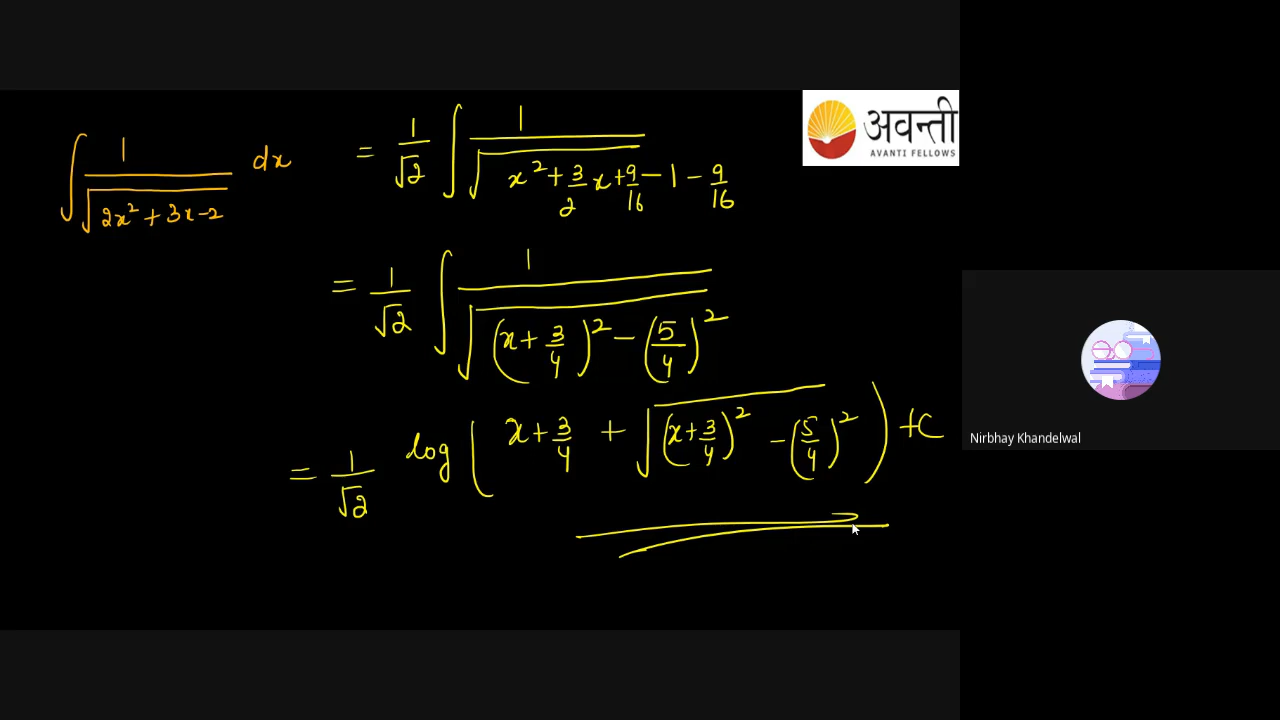 ∫ 1/√(2x² + 3x-2) dx = 1/√2 ∫ 1/√(x² + 3/2 x + 9/16 - 1 - 9/16)
= 1/√2 ∫ 1/√((x + 3/4)² - (5/4)²)
= 1/√2 log (x + 3/4 + √((x + 3/4)² - (5/4)²)) + C
अवन्ती
AVANTI FELLOWS
Nirbhay Khandelwal